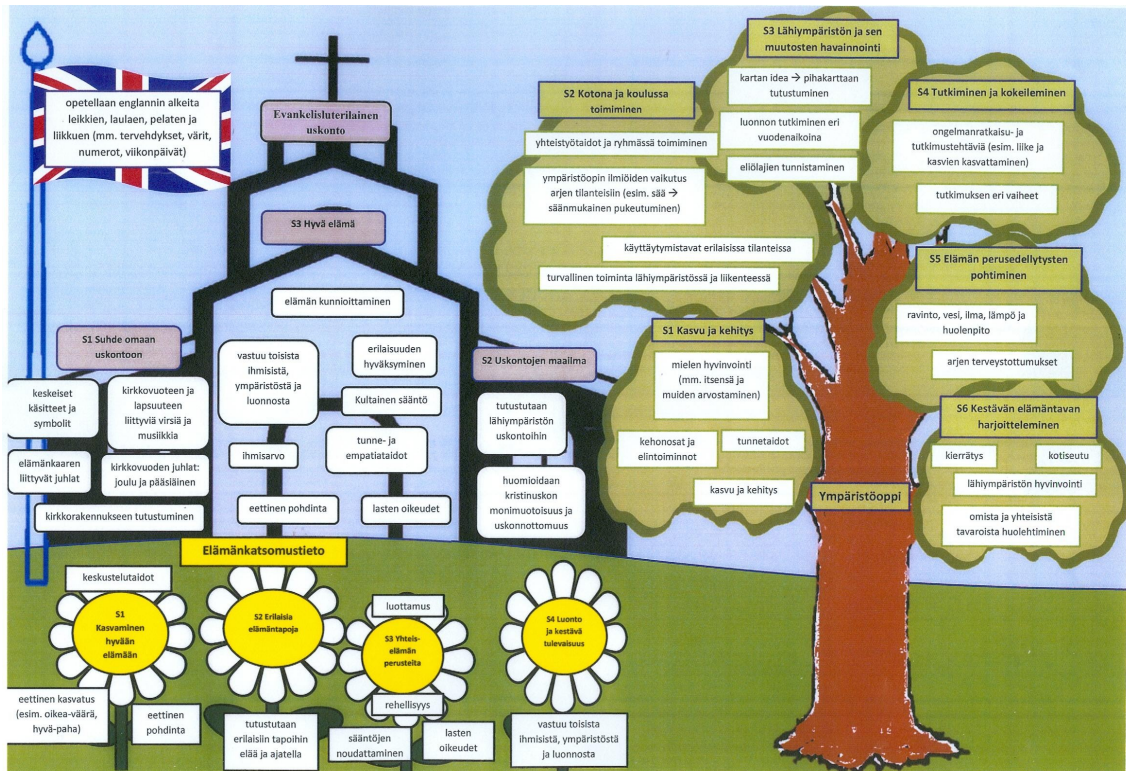 opetellaan englannin alkeita
leikkien, laulaen, pelaten ja
liikkuen (mm. tervehdykset, värit,
numerot, viikonpäivät)
Evankelisluterilainen
uskonto
S3 Hyvä elämä
elämän kunnioittaminen
vastuu toisista
ihmisistä,
ympäristöstä ja
luonnosta
erilaisuuden
hyväksyminen
Kultainen sääntö
ihmisarvo
tunne- ja
empatiataidot
eettinen pohdinta
lasten oikeudet
S1 Suhde omaan
uskontoon
keskeiset
käsitteet ja
symbolit
kirkkovuoteen ja
lapsuuteen
liittyviä virsiä ja
musiikkia
elämänkaaren
liittyvät juhlat
kirkkovuoden juhlat:
joulu ja pääsiäinen
kirkkorakennukseen tutustuminen
S2 Uskontojen maailma
tutustutaan
lähiympäristön
uskontoihin
huomioidaan
kristinuskon
monimuotoisuus ja
uskonnottomuus
S2 Kotona ja koulussa
toimiminen
yhteistyötaidot ja ryhmässä toimiminen
ympäristöopin ilmiöiden vaikutus
arjen tilanteisiin (esim. sää →
säänmukainen pukeutuminen)
käyttäytymistavat erilaisissa tilanteissa
turvallinen toiminta lähiympäristössä ja liikenteessä
S3 Lähiympäristön ja sen
muutosten havainnointi
kartan idea → pihakarttaan
tutustuminen
luonnon tutkiminen eri
vuodenaikoina
eliölajien tunnistaminen
S4 Tutkiminen ja kokeileminen
ongelmanratkaisu- ja
tutkimustehtäviä (esim. liike ja
kasvien kasvattaminen)
tutkimuksen eri vaiheet
S5 Elämän perusedellytysten
pohtiminen
ravinto, vesi, ilma, lämpö ja
huolenpito
arjen terveystottumukset
S1 Kasvu ja kehitys
mielen hyvinvointi
(mm. itsensä ja
muiden arvostaminen)
kehonosat ja
elintoiminnot
tunnetaidot
kasvu ja kehitys
S6 Kestävän elämäntavan
harjoitteleminen
kierrätys
kotiseutu
lähiympäristön hyvinvointi
omista ja yhteisistä
tavaroista huolehtiminen
Ympäristöoppi
Elämänkatsomustieto
keskustelutaidot
S1
Kasvaminen
hyvään
elämään
eettinen kasvatus
(esim. oikea-väärä,
hyvä-paha)
eettinen
pohdinta
S2 Erilaisia
elämäntapoja
tutustutaan
erilaisiin tapoihin
elää ja ajatella
luottamus
S3 Yhteis-
elämän
perusteita
rehellisyys
sääntöjen
noudattaminen
lasten
oikeudet
S4 Luonto
ja kestävä
tulevaisuus
vastuu toisista
ihmisistä, ympäristöstä
ja luonnosta